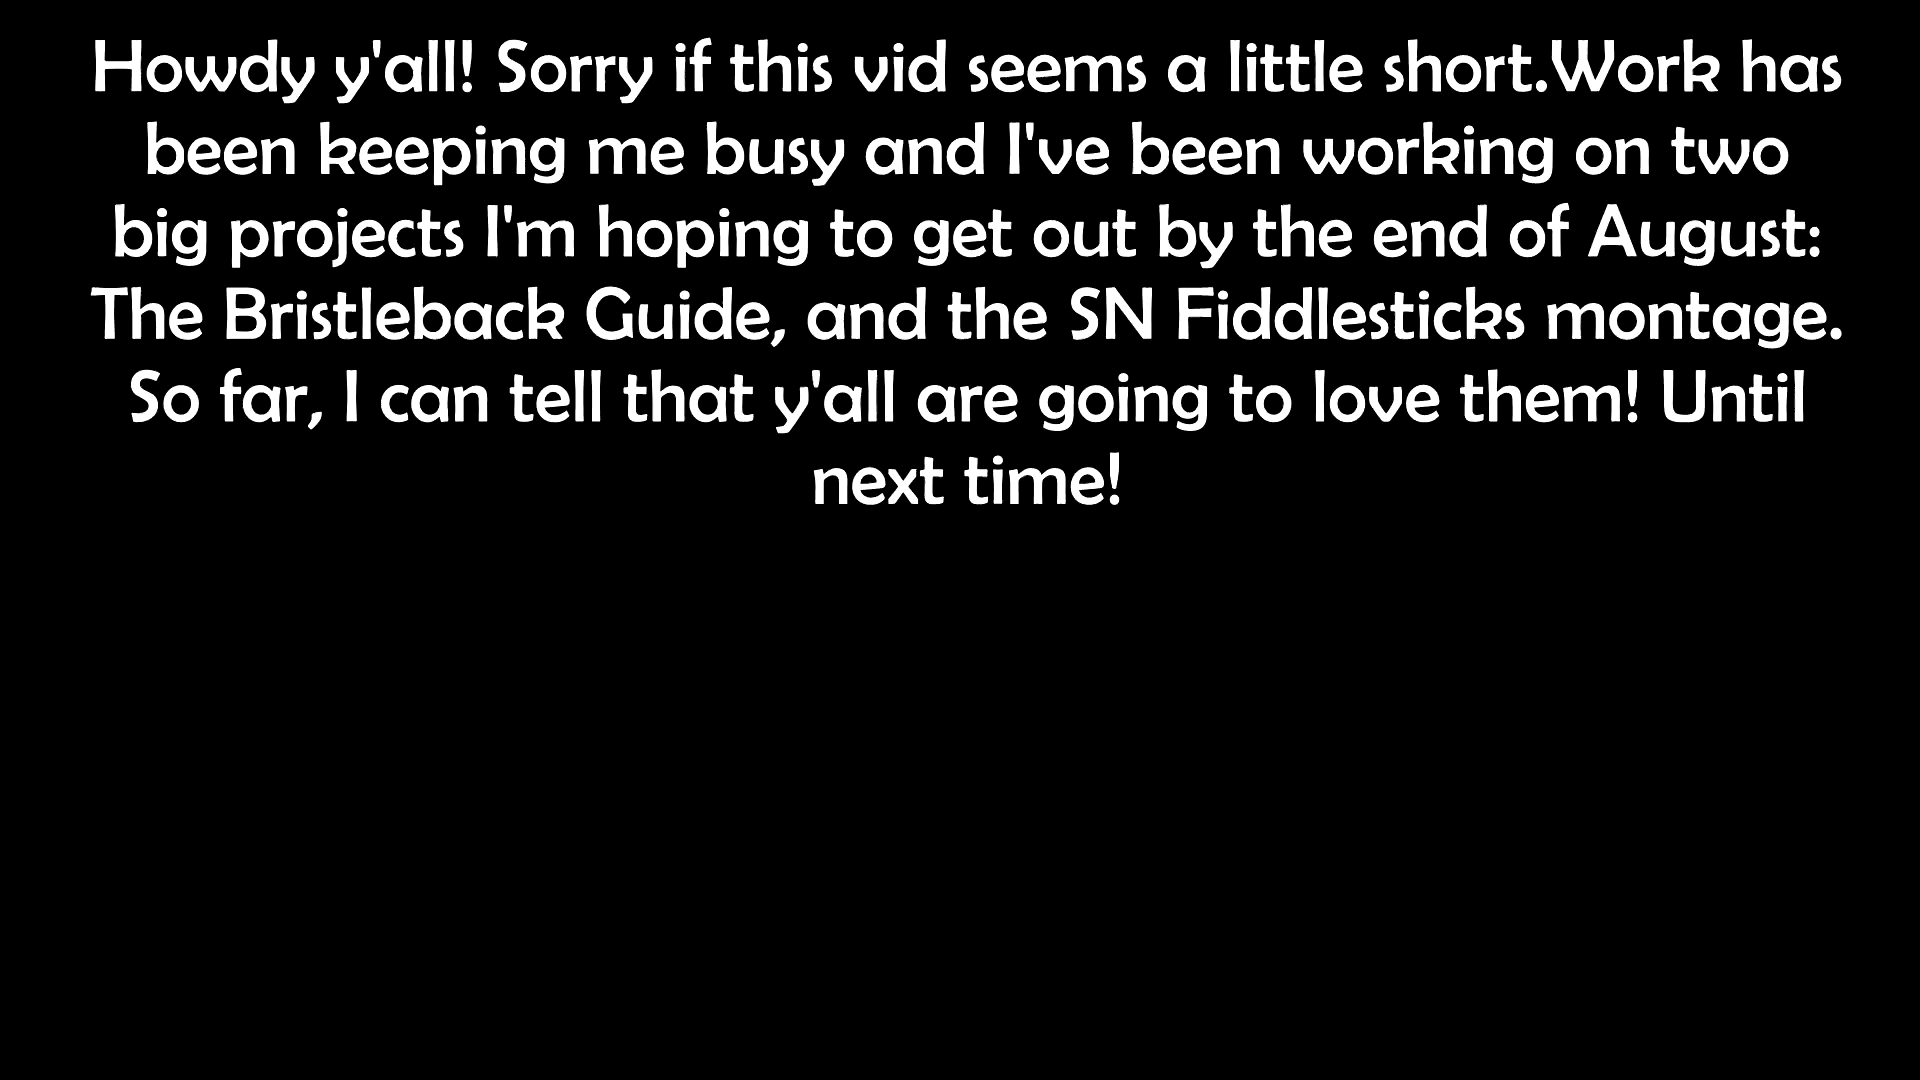 Howdy y'all! Sorry if this vid seems a little short.Work has
been keeping me busy and I've been working on two
big projects I'm hoping to get out by the end of August:
The Bristleback Guide, and the SN Fiddlesticks montage.
So far, I can tell that y'all are going to love them! Until
next time!